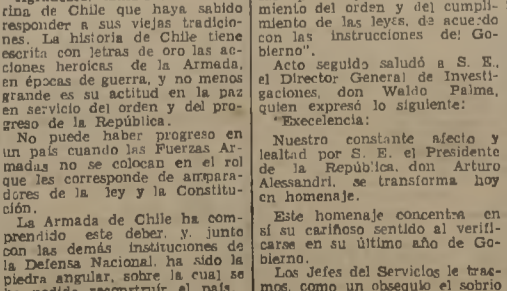 rina de Chile que haya sabido
responder a sus viejas tradicio-
nes. La historia de Chile tiene
escrita con letras de oro las ac-
ciones heroicas de la Armada,
en épocas de guerra, y no menos
grande es su actitud en la paz
en servicio del orden y del pro-
greso de la República.
No puede haber progreso en
un país cuando las Fuerzas Ar-
madas no se colocan en el rol
que les corresponde de ampara-
dores de la ley y la Constitu-
ción.
La Armada de Chile ha com-
prendido este deber, y, junto
con las demás instituciones de
la Defensa Nacional, ha sido la
piedra angular, sobre la cual se
el país
miento del orden y del cumpli-
miento de las leyes, de acuerdo
con las instrucciones del Go-
bierno".
Acto seguido saludó a S. E.,
el Director General de Investi-
gaciones, don Waldo Palma,
quien expresó lo siguiente:
"Execelencia:
Nuestro constante afecto y
lealtad por S. E. el Presidente
de la República, don Arturo
Alessandri, se transforma hoy
en homenaje.
Este homenaje concentra en
sí su cariñoso sentido al verifi-
carse en su último año de Go-
bierno.
Los Jefes del Servicios le trae-
mos, como un obsequio el sobrio